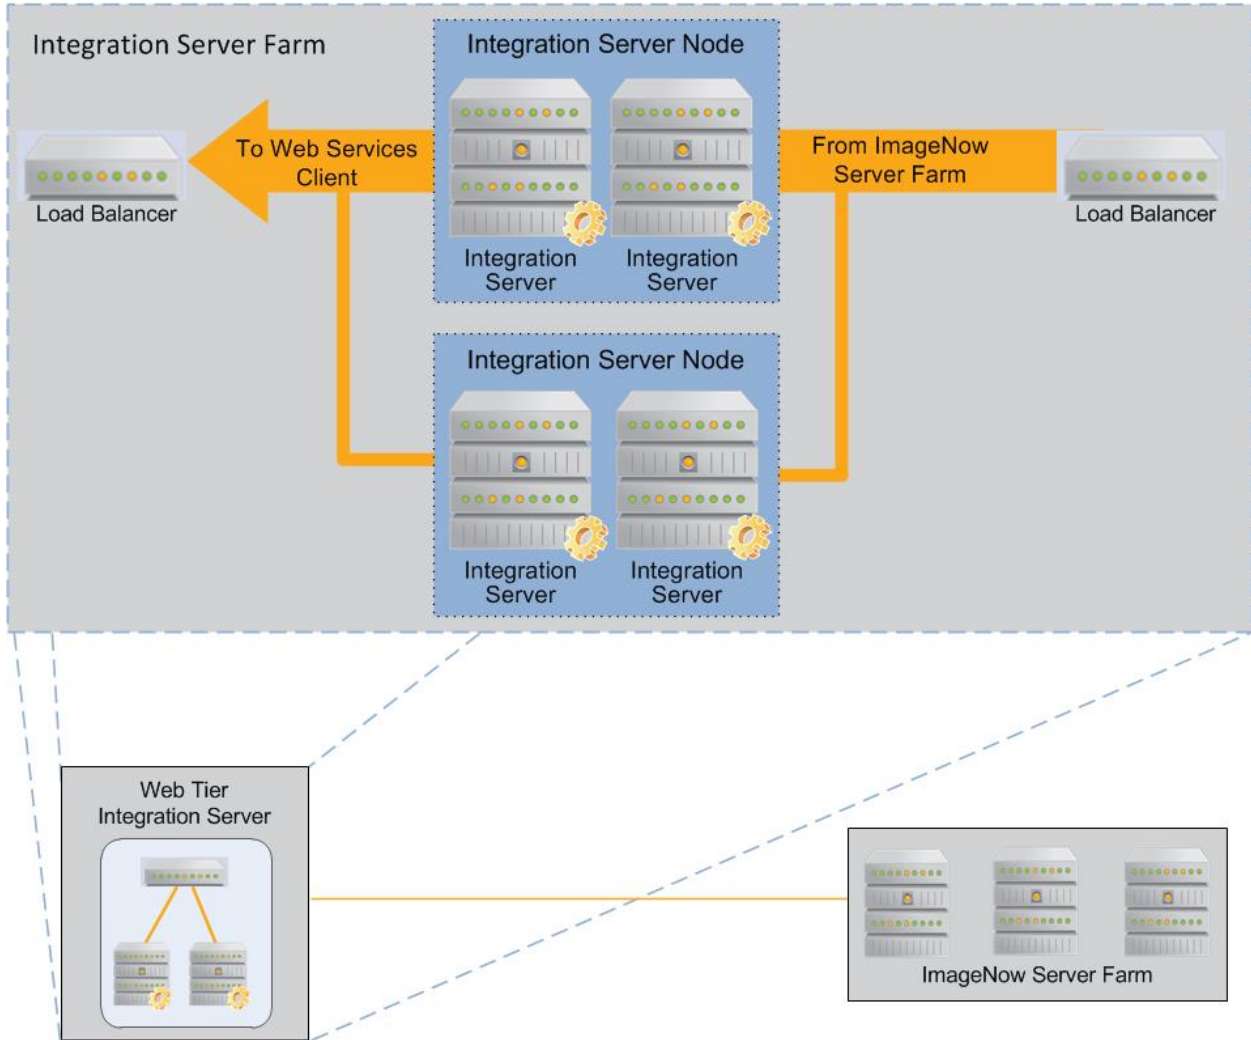 Integration Server Farm
Integration Server Node
To Web Services
Client
From ImageNow
Server Farm
Load Balancer
Load Balancer
Integration
Server
Integration
Server
Integration Server Node
Integration
Server
Integration
Server
Web Tier
Integration Server
ImageNow Server Farm